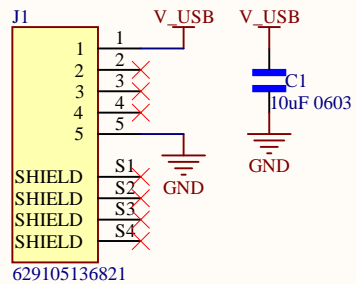 J1
V_USB
V_USB
1 1
2 2
3 3
4 4
5 5
C1
10uF 0603
GND
GND
SHIELD S1
SHIELD S2
SHIELD S3
SHIELD S4
629105136821